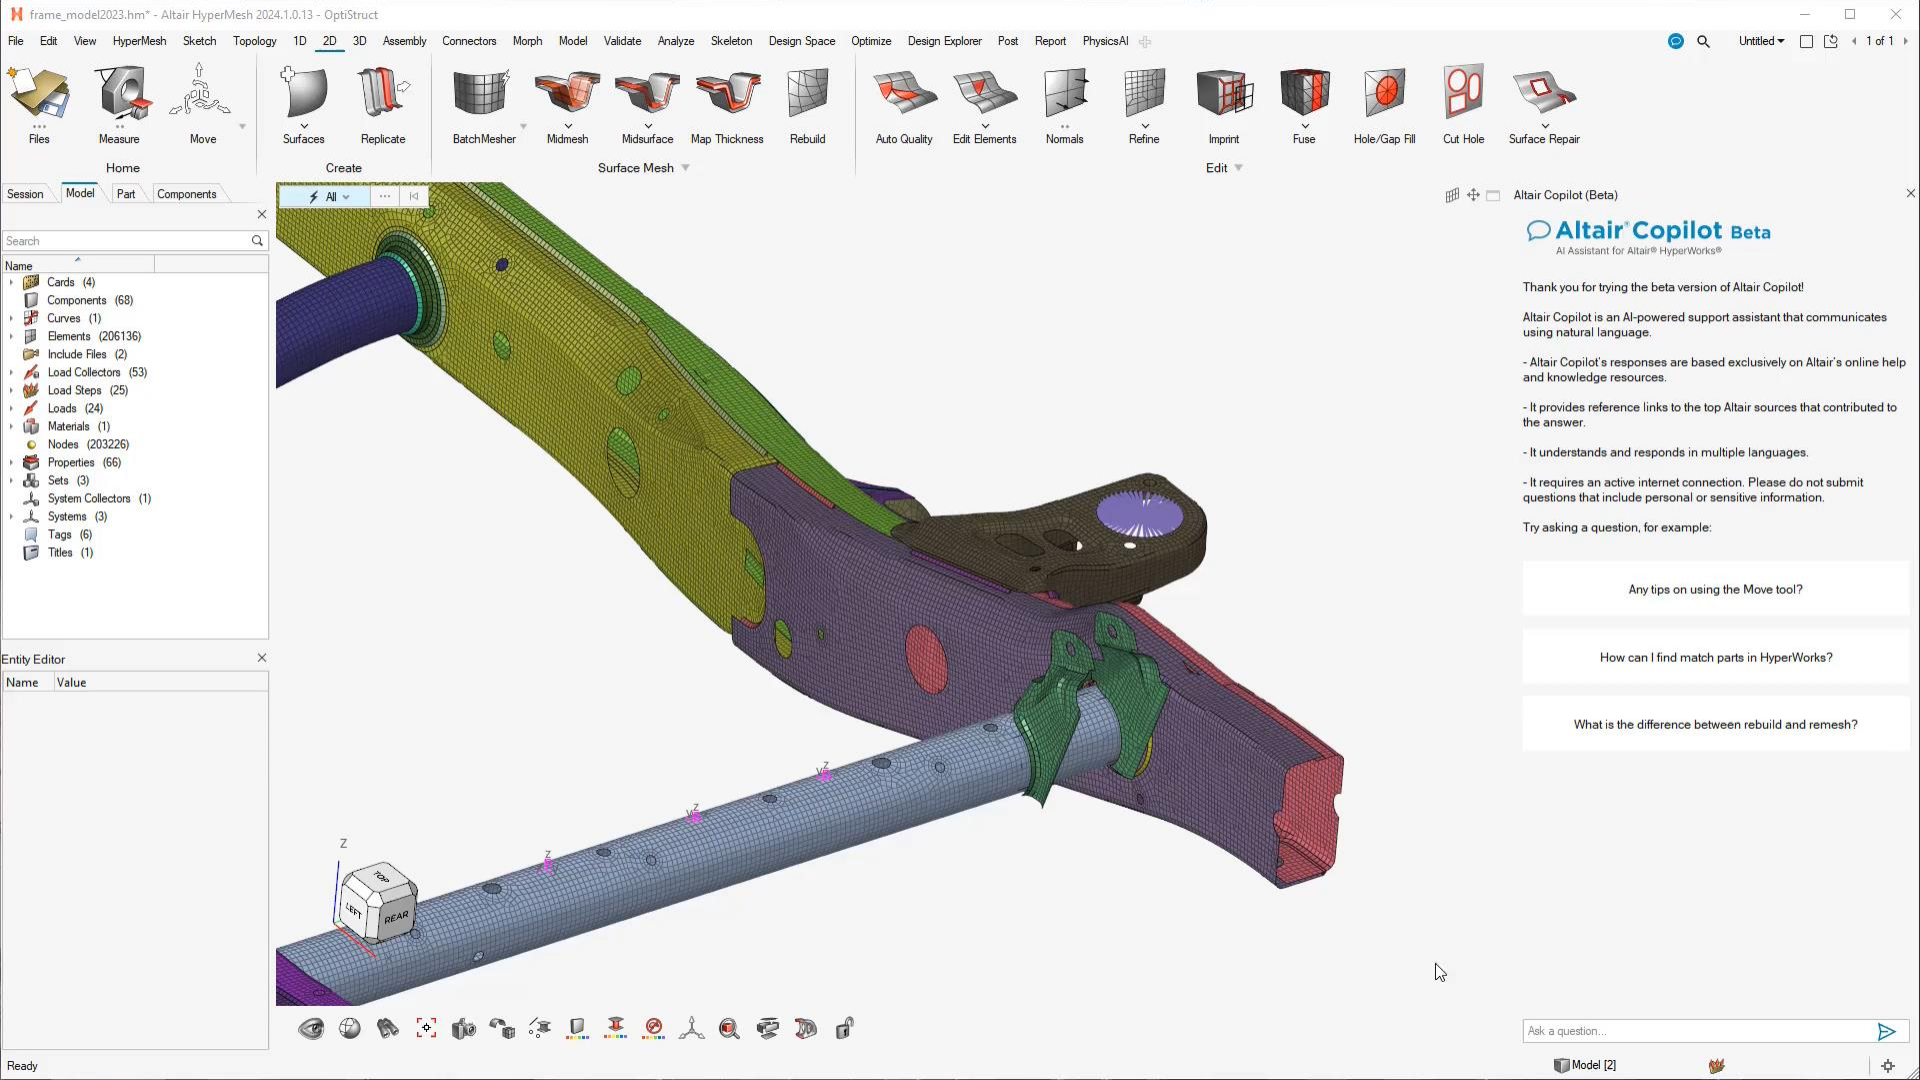 frame_model2023.hm* - Altair HyperMesh 2024.1.0.13 - OptiStruct
File Edit View HyperMesh Sketch Topology 1D 2D 3D Assembly Connectors Morph Model Validate Analyze Skeleton Design Space Optimize Design Explorer Post Report PhysicsAI Untitled 1 of 1
Files Measure Move Surfaces Replicate BatchMesher Midmesh Midsurface Map Thickness Rebuild Auto Quality Edit Elements Normals Refine Imprint Fuse Hole/Gap Fill Cut Hole Surface Repair
Home Create Surface Mesh Edit
Session Model Part Components
All
Search
Name
Cards (4)
Components (68)
Curves (1)
Elements (206136)
Include Files (2)
Load Collectors (53)
Load Steps (25)
Loads (24)
Materials (1)
Nodes (203226)
Properties (66)
Sets (3)
System Collectors (1)
Systems (3)
Tags (6)
Titles (1)
Entity Editor
Name Value
Z
Z
Z
Z
TOP
LEFT
REAR
Altair Copilot (Beta)
Altair® Copilot Beta
AI Assistant for Altair® HyperWorks®
Thank you for trying the beta version of Altair Copilot!
Altair Copilot is an AI-powered support assistant that communicates
using natural language.
- Altair Copilot's responses are based exclusively on Altair's online help
and knowledge resources.
- It provides reference links to the top Altair sources that contributed to
the answer.
- It understands and responds in multiple languages.
- It requires an active internet connection. Please do not submit
questions that include personal or sensitive information.
Try asking a question, for example:
Any tips on using the Move tool?
How can I find match parts in HyperWorks?
What is the difference between rebuild and remesh?
Ask a question...
Ready
Model [2]